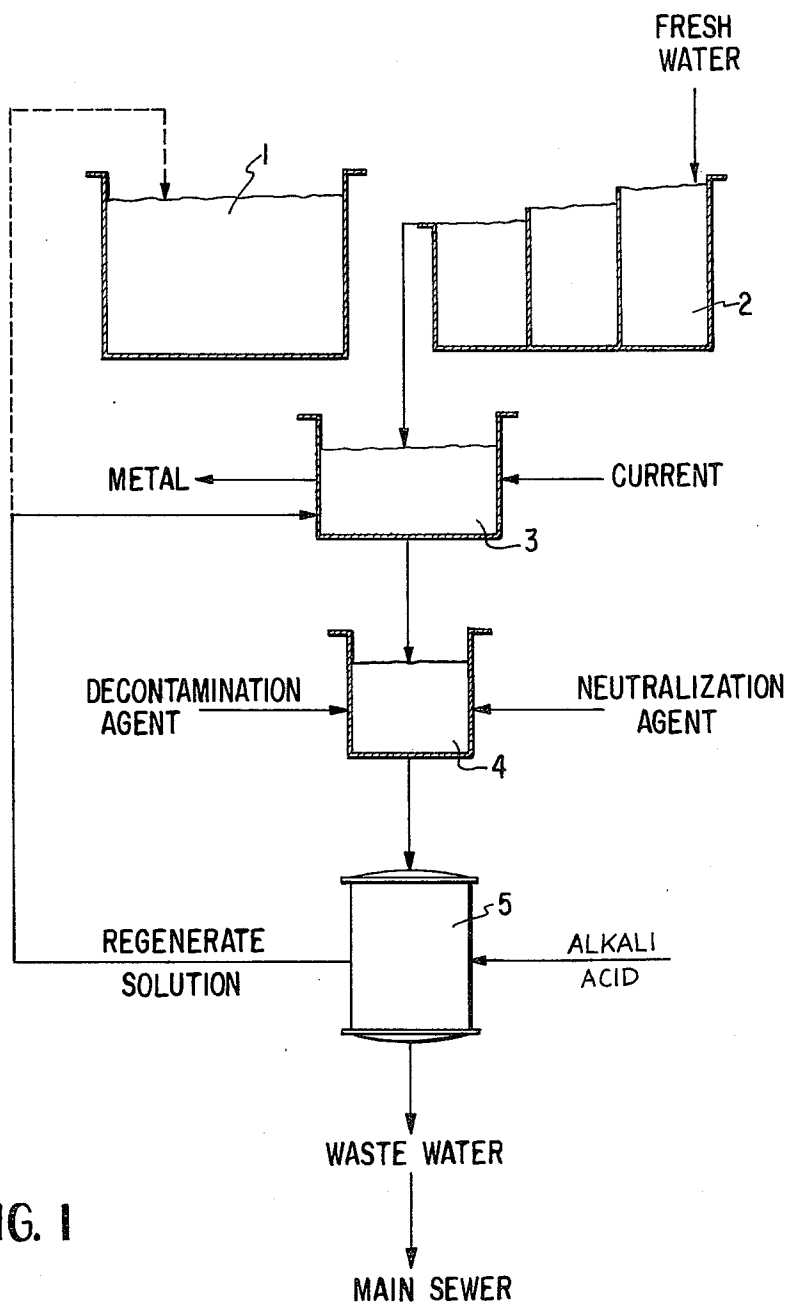 FRESH
WATER
1
2
METAL
CURRENT
3
DECONTAMINATION
AGENT
NEUTRALIZATION
AGENT
4
5
REGENERATE
SOLUTION
ALKALI
ACID
WASTE WATER
MAIN SEWER
IG. 1